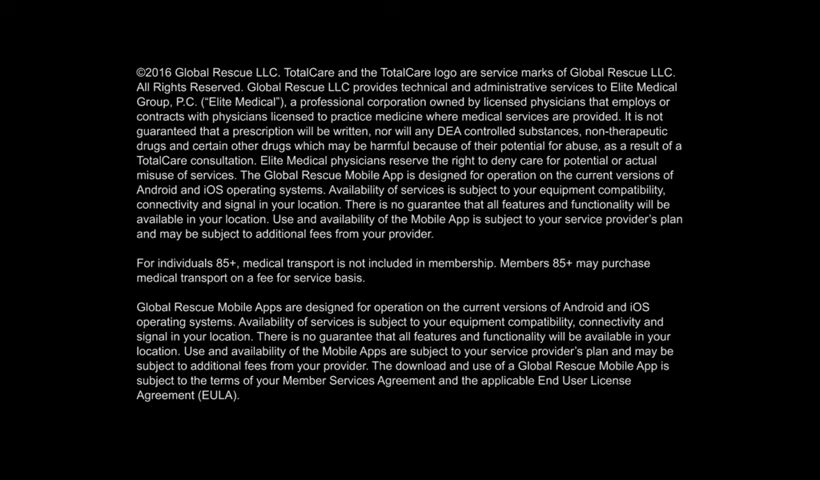 ©2016 Global Rescue LLC. TotalCare and the TotalCare logo are service marks of Global Rescue LLC.
All Rights Reserved. Global Rescue LLC provides technical and administrative services to Elite Medical
Group, P.C. (“Elite Medical”), a professional corporation owned by licensed physicians that employs or
contracts with physicians licensed to practice medicine where medical services are provided. It is not
guaranteed that a prescription will be written, nor will any DEA controlled substances, non-therapeutic
drugs and certain other drugs which may be harmful because of their potential for abuse, as a result of a
TotalCare consultation. Elite Medical physicians reserve the right to deny care for potential or actual
misuse of services. The Global Rescue Mobile App is designed for operation on the current versions of
Android and iOS operating systems. Availability of services is subject to your equipment compatibility,
connectivity and signal in your location. There is no guarantee that all features and functionality will be
available in your location. Use and availability of the Mobile App is subject to your service provider’s plan
and may be subject to additional fees from your provider.
For individuals 85+, medical transport is not included in membership. Members 85+ may purchase
medical transport on a fee for service basis.
Global Rescue Mobile Apps are designed for operation on the current versions of Android and iOS
operating systems. Availability of services is subject to your equipment compatibility, connectivity and
signal in your location. There is no guarantee that all features and functionality will be available in your
location. Use and availability of the Mobile Apps are subject to your service provider’s plan and may be
subject to additional fees from your provider. The download and use of a Global Rescue Mobile App is
subject to the terms of your Member Services Agreement and the applicable End User License
Agreement (EULA).